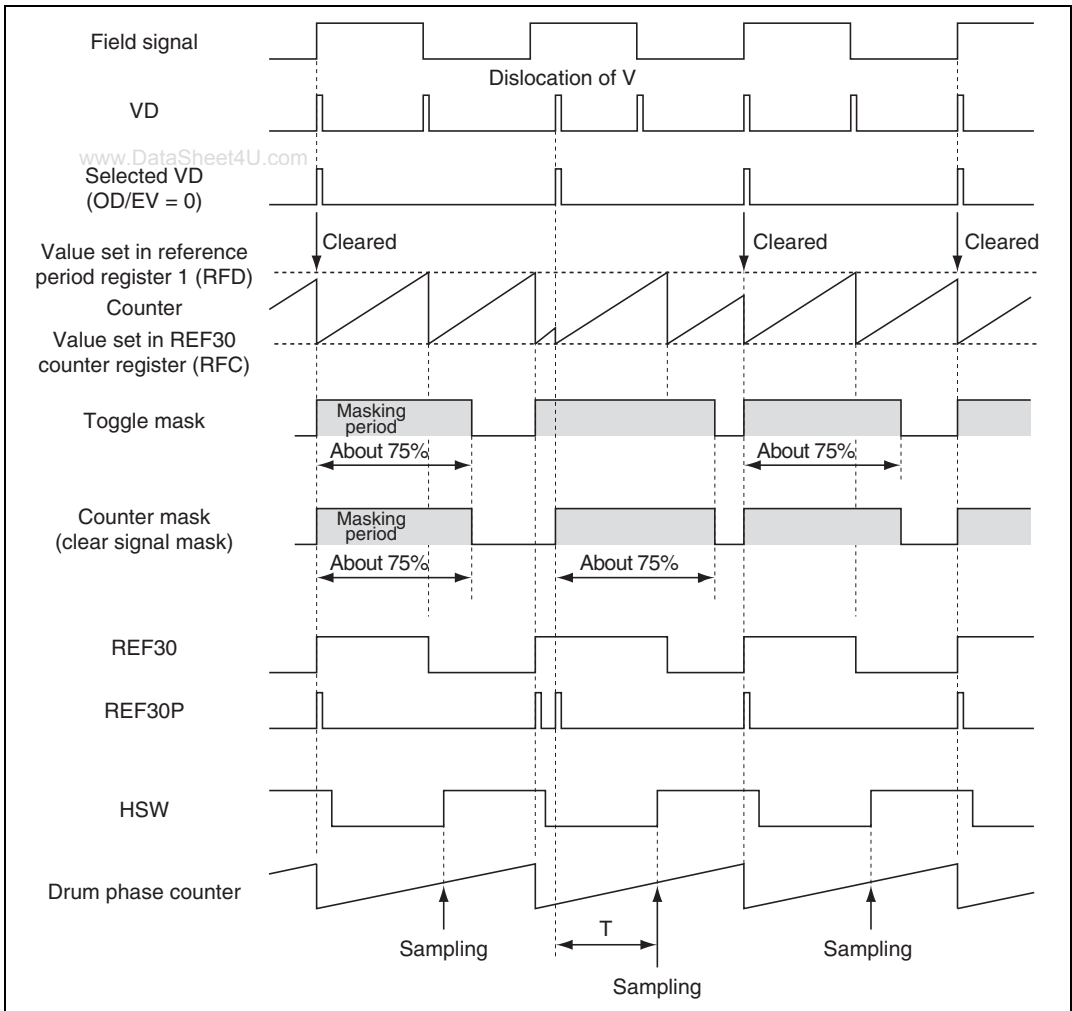 Field signal
Dislocation of V
VD
www.DataSheet4U.com
Selected VD
(OD/EV = 0)
Cleared
Cleared
Cleared
Value set in reference
period register 1 (RFD)
Counter
Value set in REF30
counter register (RFC)
Toggle mask
Masking
period
About 75%
About 75%
Counter mask
(clear signal mask)
Masking
period
About 75%
About 75%
REF30
REF30P
HSW
Drum phase counter
T
Sampling
Sampling
Sampling